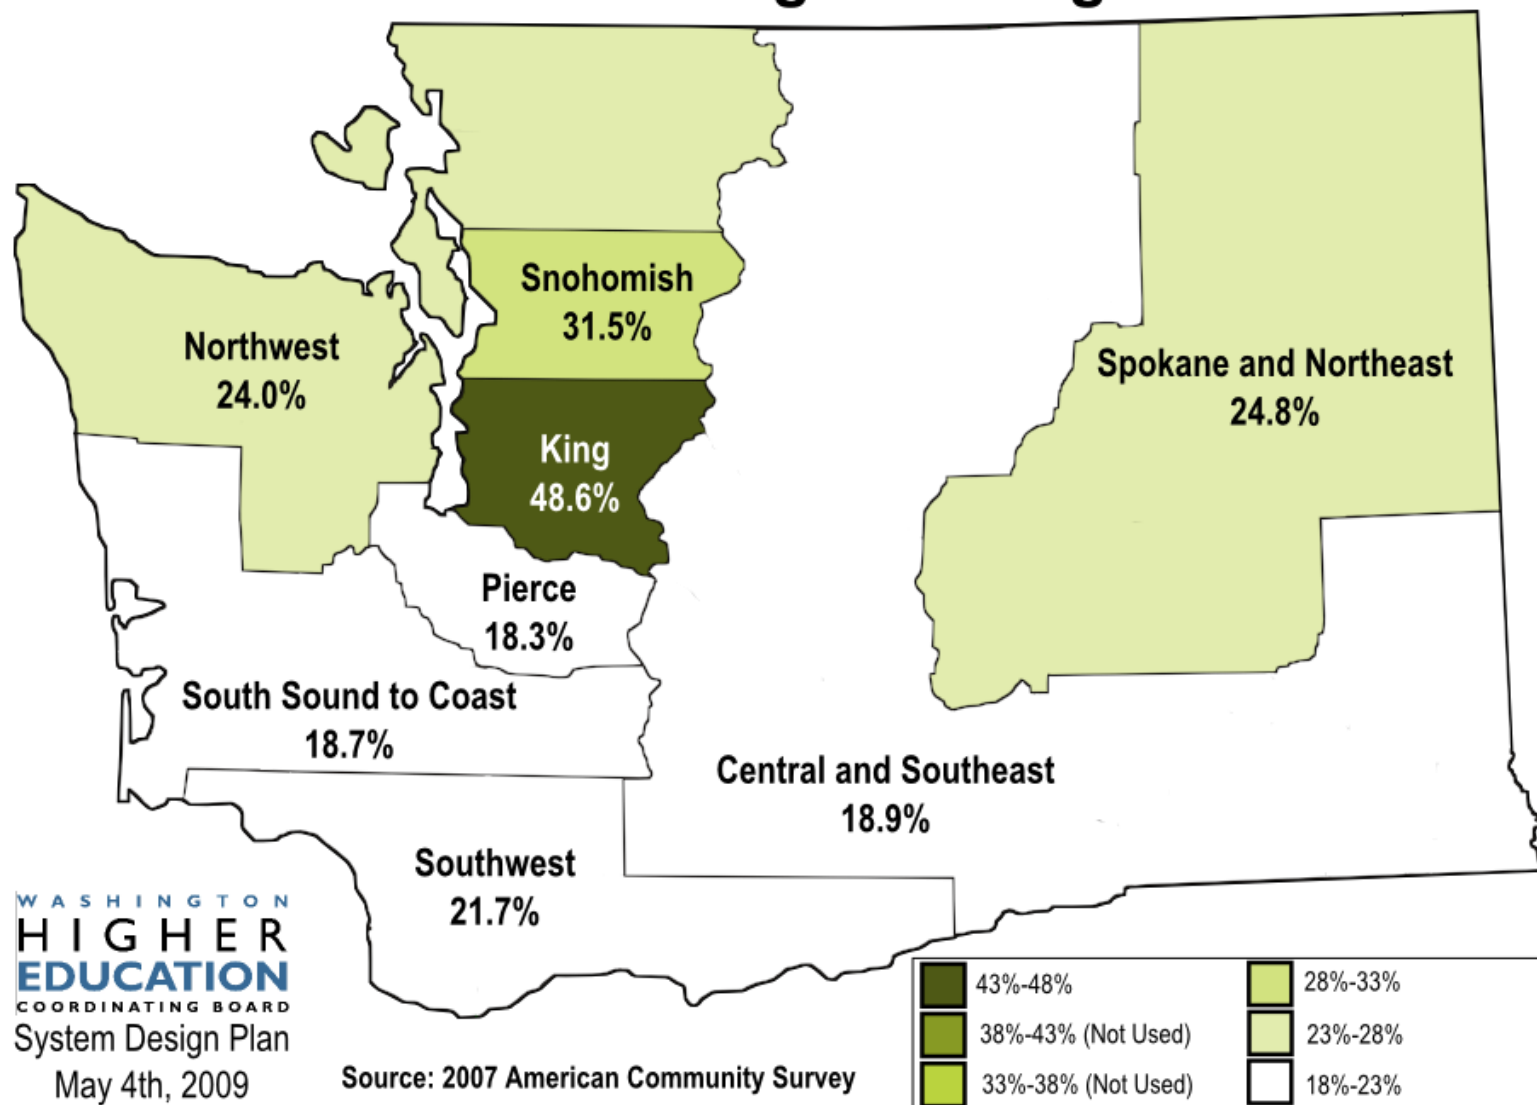 Snohomish
31.5%
Northwest
24.0%
Spokane and Northeast
24.8%
King
48.6%
Pierce
18.3%
South Sound to Coast
18.7%
Central and Southeast
18.9%
Southwest
21.7%
WASHINGTON
HIGHER
EDUCATION
COORDINATING BOARD
System Design Plan
May 4th, 2009
Source: 2007 American Community Survey
43%-48%
38%-43% (Not Used)
33%-38% (Not Used)
28%-33%
23%-28%
18%-23%